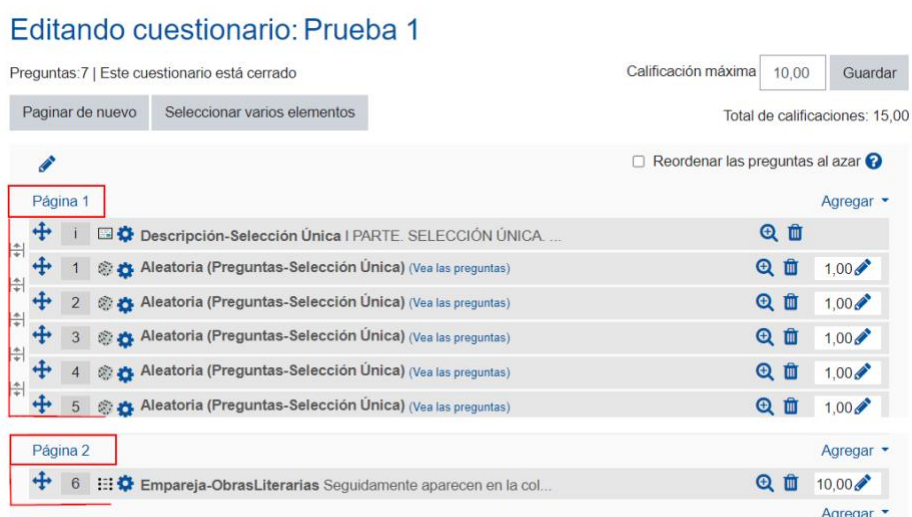 Editando cuestionario: Prueba 1
Preguntas:7 | Este cuestionario está cerrado
Calificación máxima 10,00 Guardar
Paginar de nuevo Seleccionar varios elementos
Total de calificaciones: 15,00
Reordenar las preguntas al azar ?
Página 1 Agregar
i Descripción-Selección Única I PARTE. SELECCIÓN ÚNICA. ...
1 Aleatoria (Preguntas-Selección Única) (Vea las preguntas) 1,00
2 Aleatoria (Preguntas-Selección Única) (Vea las preguntas) 1,00
3 Aleatoria (Preguntas-Selección Única) (Vea las preguntas) 1,00
4 Aleatoria (Preguntas-Selección Única) (Vea las preguntas) 1,00
5 Aleatoria (Preguntas-Selección Única) (Vea las preguntas) 1,00
Página 2 Agregar
6 Empareja-ObrasLiterarias Seguidamente aparecen en la col... 10,00
Agregar